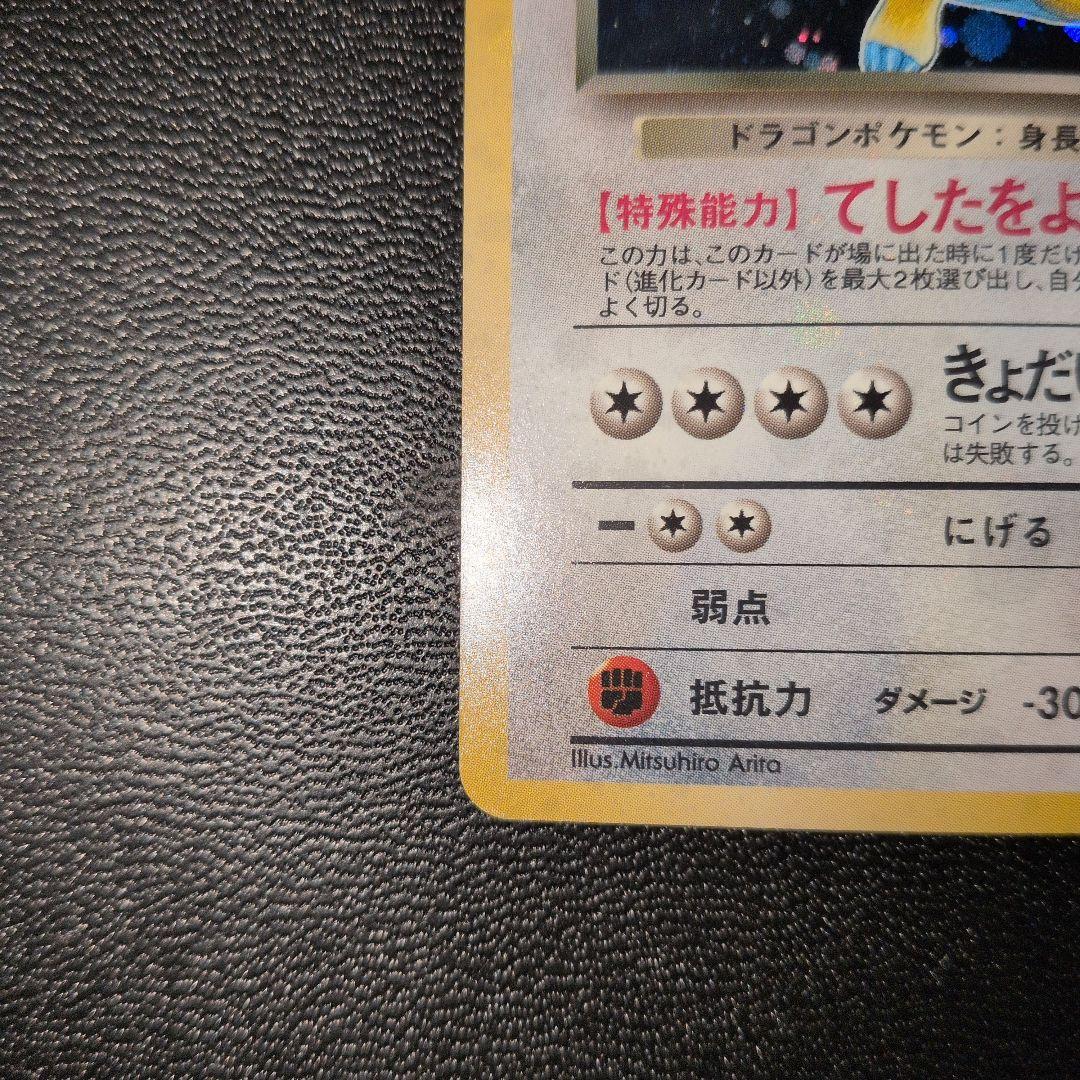 ドラゴンポケモン：身長
【特殊能力】てしたをよ
この力は、このカードが場に出た時に1度だけ
ド（進化カード以外）を最大2枚選び出し、自分
よく切る。
きょだい
コインを投げ
は失敗する。
ー にげる
弱点
抵抗力 ダメージ -30
Illus.Mitsuhiro Arita